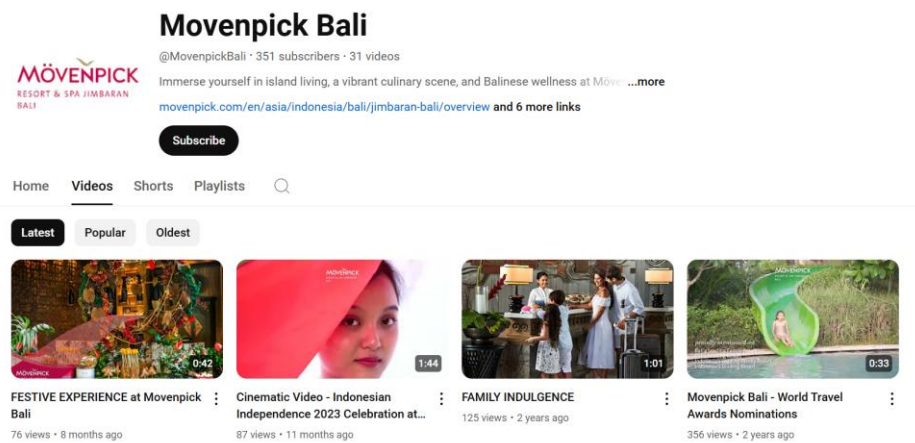 Movenpick Bali
@MovenpickBali · 351 subscribers · 31 videos
MÖVENPICK
RESORT & SPA JIMBARAN
BALI
Immerse yourself in island living, a vibrant culinary scene, and Balinese wellness at Möve ...more
movenpick.com/en/asia/indonesia/bali/jimbaran-bali/overview and 6 more links
Subscribe
Home Videos Shorts Playlists
Latest Popular Oldest
MÖVENPICK
0:42
MÖVENPICK
1:44
1:01
MÖVENPICK
0:33
FESTIVE EXPERIENCE at Movenpick
Bali
76 views • 8 months ago
Cinematic Video - Indonesian
Independence 2023 Celebration at...
87 views • 11 months ago
FAMILY INDULGENCE
125 views • 2 years ago
Movenpick Bali - World Travel
Awards Nominations
356 views • 2 years ago